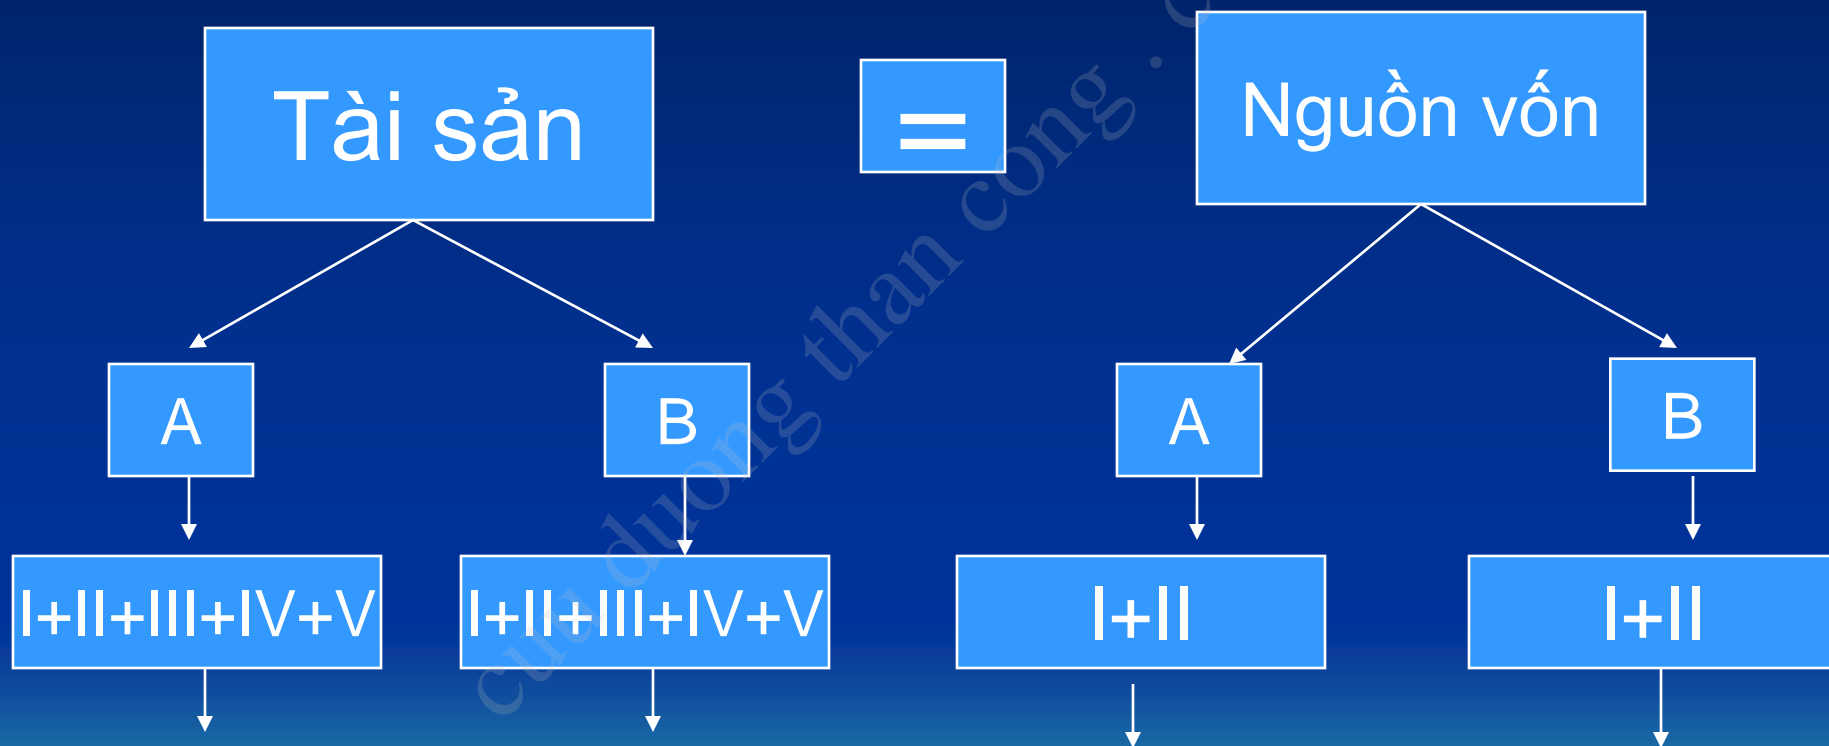 Tài sản
=
Nguồn vốn
A
B
A
B
I+II+III+IV+V
I+II+III+IV+V
I+II
I+II
cuu duong than cong . c